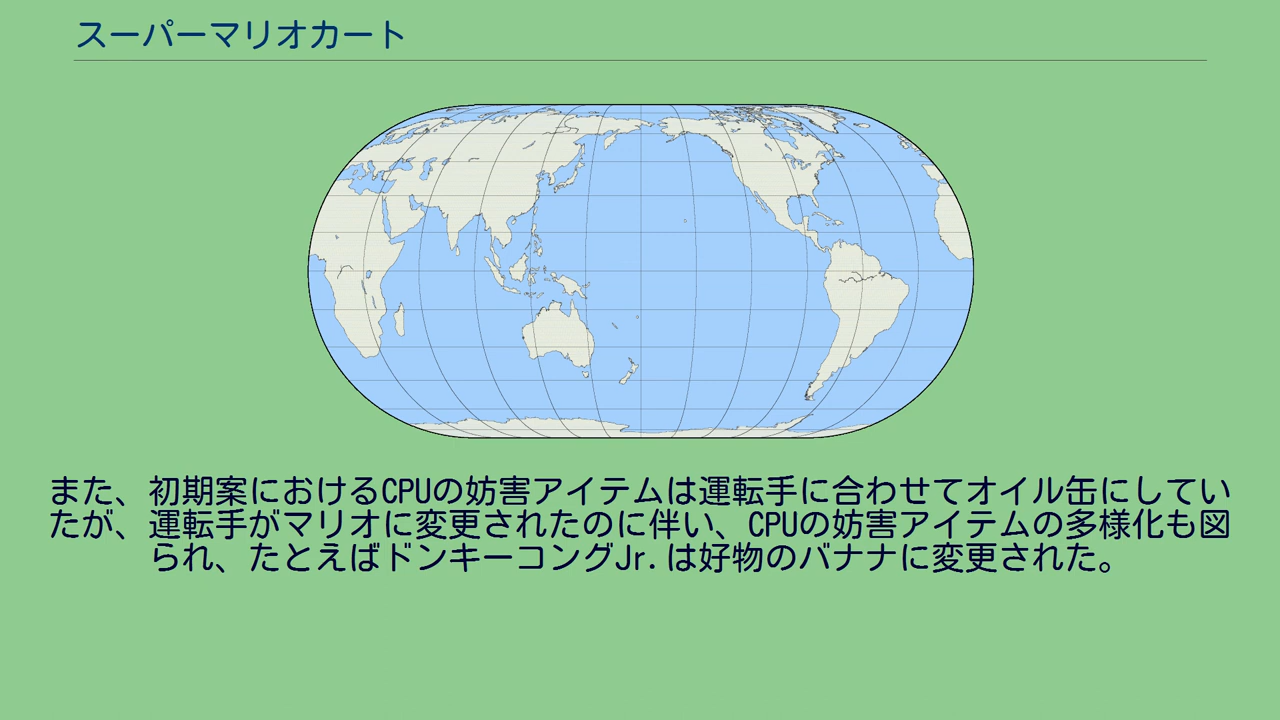 スーパーマリオカート
また、初期案におけるCPUの妨害アイテムは運転手に合わせてオイル缶にしてい
たが、運転手がマリオに変更されたのに伴い、CPUの妨害アイテムの多様化も図
られ、たとえばドンキーコングJr.は好物のバナナに変更された。